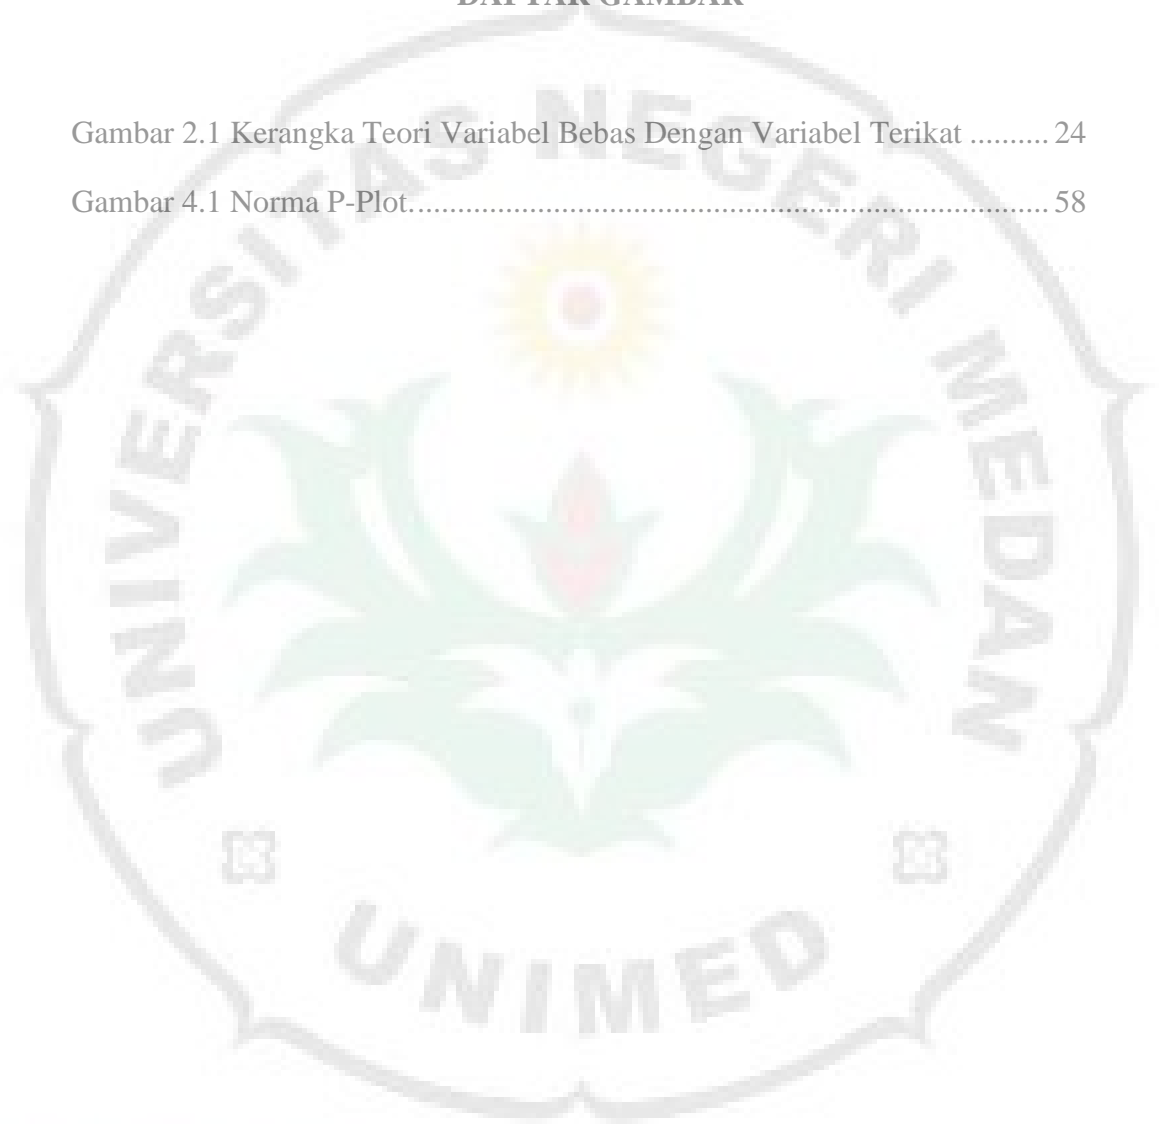 DAFTAR GAMBAR
Gambar 2.1 Kerangka Teori Variabel Bebas Dengan Variabel Terikat .......... 24
Gambar 4.1 Norma P-Plot................................................................................ 58
UNIVERSITAS NEGERI MEDAN
UNIMED